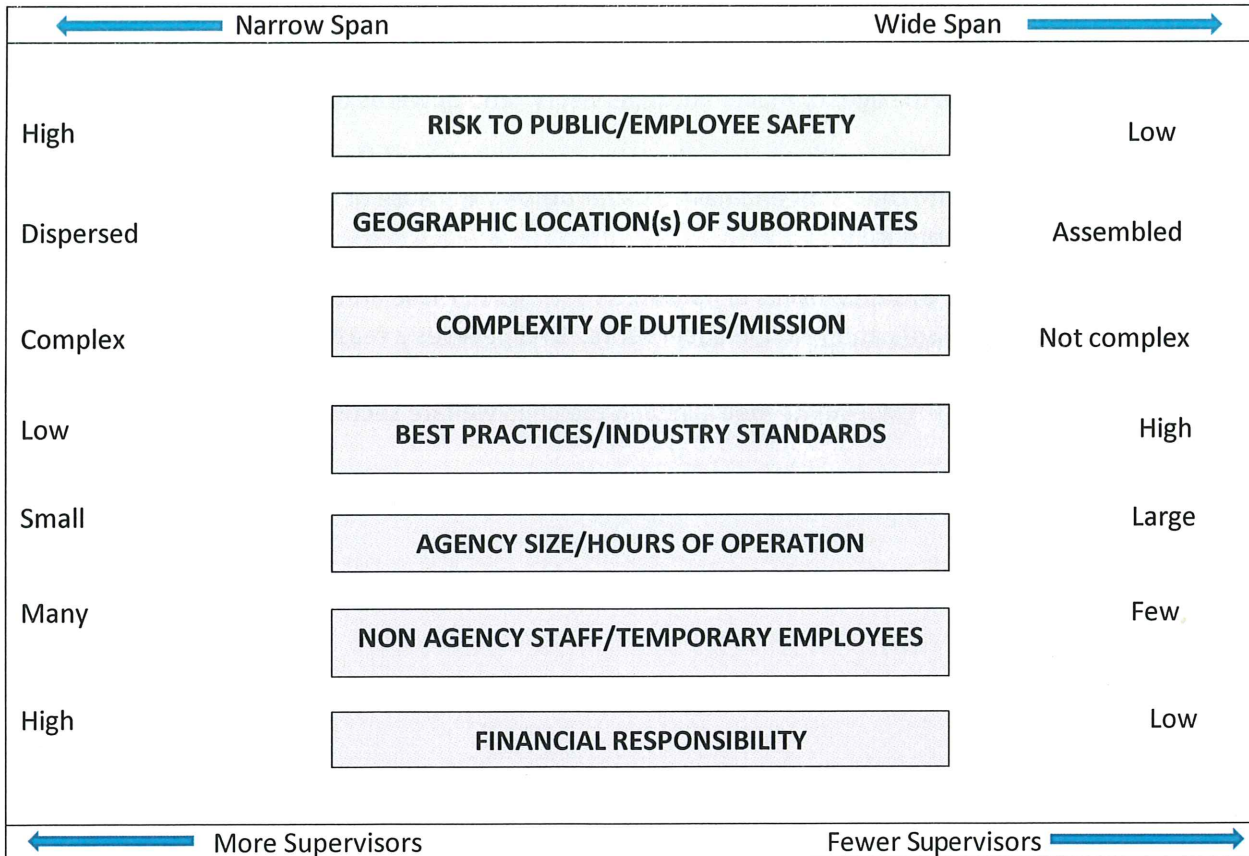 Narrow Span Wide Span
High RISK TO PUBLIC/EMPLOYEE SAFETY Low
Dispersed GEOGRAPHIC LOCATION(s) OF SUBORDINATES Assembled
Complex COMPLEXITY OF DUTIES/MISSION Not complex
Low BEST PRACTICES/INDUSTRY STANDARDS High
Small AGENCY SIZE/HOURS OF OPERATION Large
Many NON AGENCY STAFF/TEMPORARY EMPLOYEES Few
High FINANCIAL RESPONSIBILITY Low
More Supervisors Fewer Supervisors